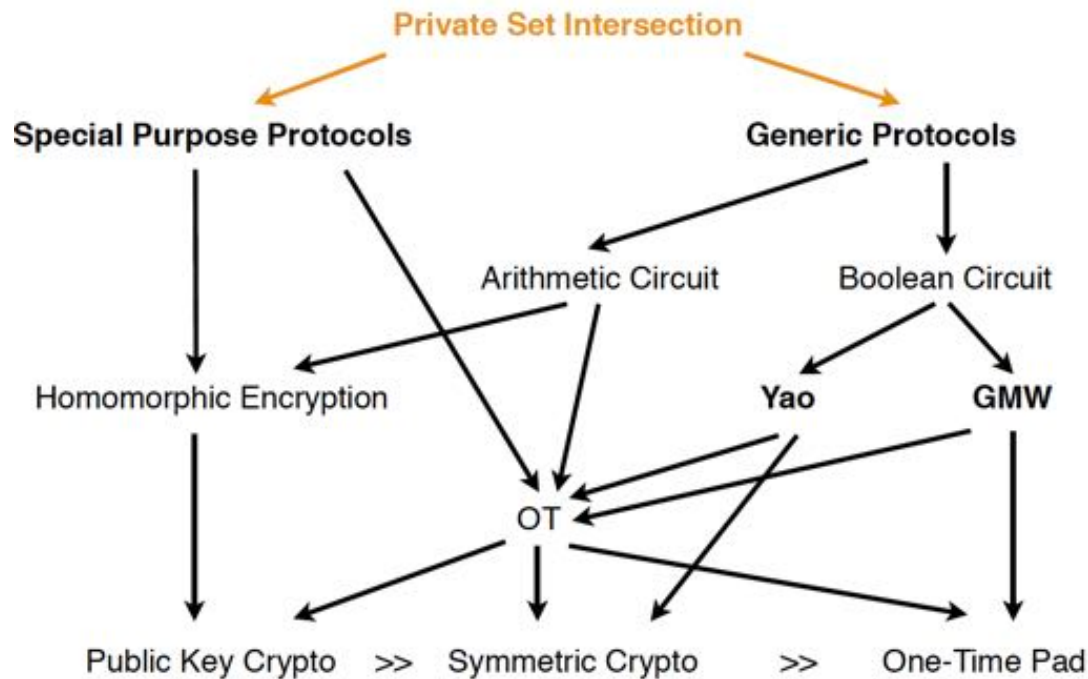 Private Set Intersection
Special Purpose Protocols Generic Protocols
Arithmetic Circuit Boolean Circuit
Homomorphic Encryption Yao GMW
OT
Public Key Crypto >> Symmetric Crypto >> One-Time Pad